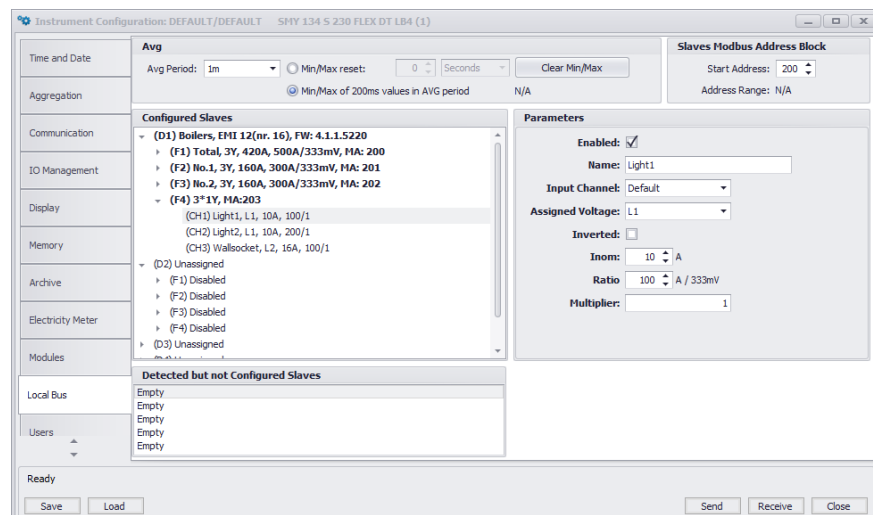 Instrument Configuration: DEFAULT/DEFAULT SMY 134 S 230 FLEX DT LB4 (1)
Time and Date
Aggregation
Communication
IO Management
Display
Memory
Archive
Electricity Meter
Modules
Local Bus
Users
Avg
Avg Period: 1m Min/Max reset: 0 Seconds Clear Min/Max
Min/Max of 200ms values in AVG period N/A
Slaves Modbus Address Block
Start Address: 200
Address Range: N/A
Configured Slaves
(D1) Boilers, EMI 12(nr. 16), FW: 4.1.1.5220
(F1) Total, 3Y, 420A, 500A/333mV, MA: 200
(F2) No.1, 3Y, 160A, 300A/333mV, MA: 201
(F3) No.2, 3Y, 160A, 300A/333mV, MA: 202
(F4) 3*1Y, MA:203
(CH1) Light1, L1, 10A, 100/1
(CH2) Light2, L1, 10A, 200/1
(CH3) Wallsocket, L2, 16A, 100/1
(D2) Unassigned
(F1) Disabled
(F2) Disabled
(F3) Disabled
(F4) Disabled
(D3) Unassigned
Parameters
Enabled:
Name: Light1
Input Channel: Default
Assigned Voltage: L1
Inverted:
Inom: 10 A
Ratio 100 A / 333mV
Multiplier: 1
Detected but not Configured Slaves
Empty
Empty
Empty
Empty
Empty
Ready
Save Load Send Receive Close